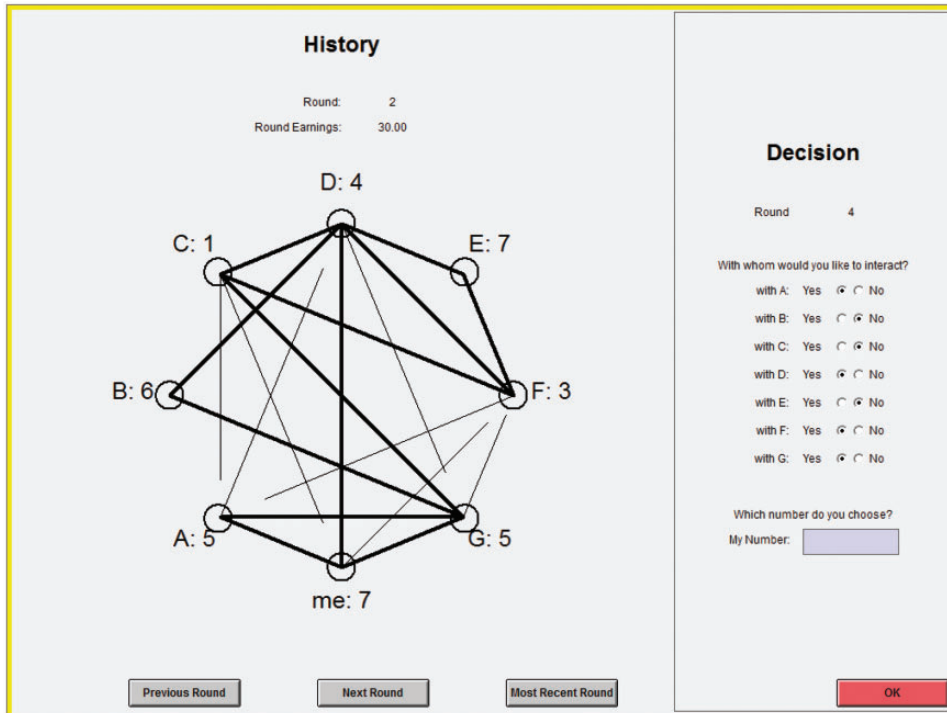 History
Round: 2
Round Earnings: 30.00
D: 4
C: 1
E: 7
B: 6
F: 3
A: 5
G: 5
me: 7
Previous Round
Next Round
Most Recent Round
Decision
Round 4
With whom would you like to interact?
with A: Yes No
with B: Yes No
with C: Yes No
with D: Yes No
with E: Yes No
with F: Yes No
with G: Yes No
Which number do you choose?
My Number:
OK